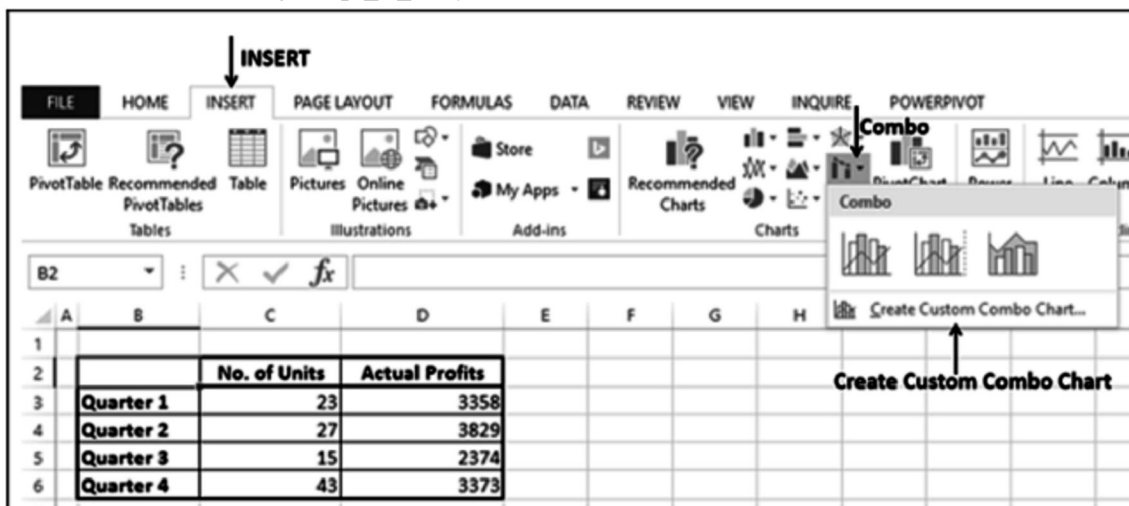 INSERT
FILE HOME INSERT PAGE LAYOUT FORMULAS DATA REVIEW VIEW INQUIRE POWERPIVOT
Combo
PivotTable Recommended PivotTables Table
Pictures Online Pictures
Store
My Apps
Recommended Charts
PivotChart Power Line
Tables Illustrations Add-ins Charts
Combo
Create Custom Combo Chart...
Create Custom Combo Chart
B2 fx
A B C D E F G H
1
2 No. of Units Actual Profits
3 Quarter 1 23 3358
4 Quarter 2 27 3829
5 Quarter 3 15 2374
6 Quarter 4 43 3373